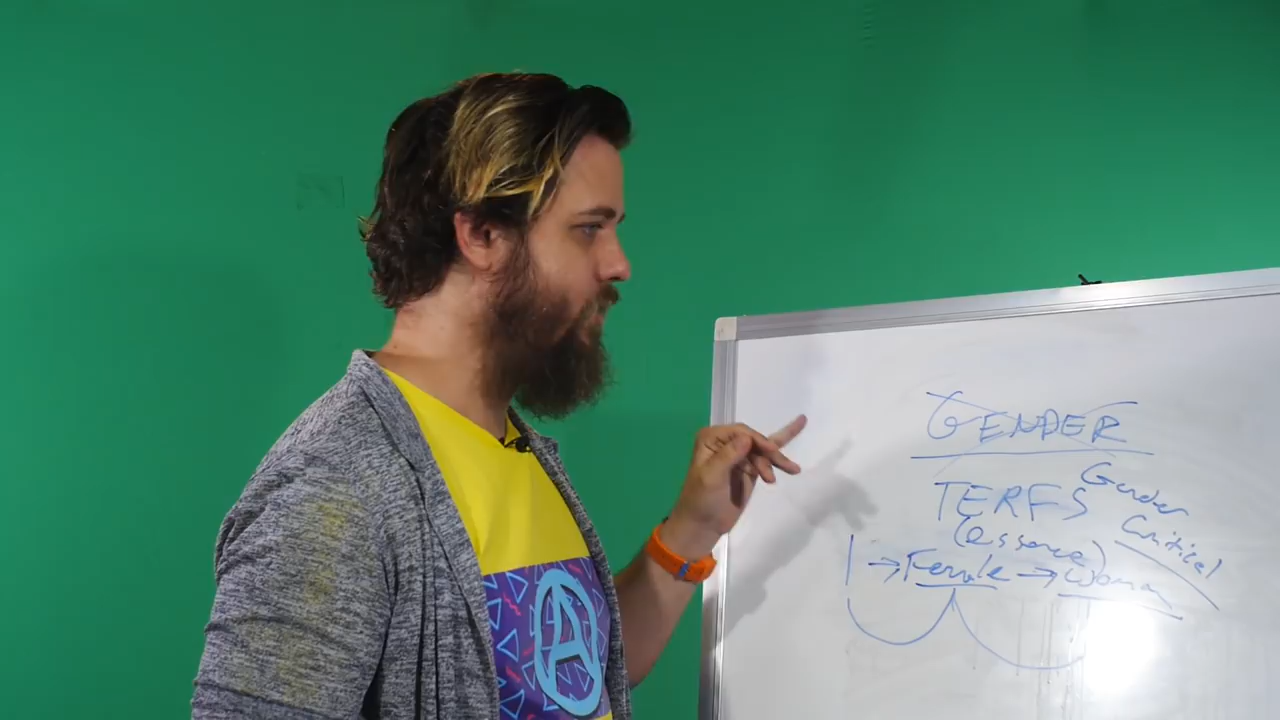 GENDER
TERFS Gender Critical
(essence)
| → Female → Woman
A